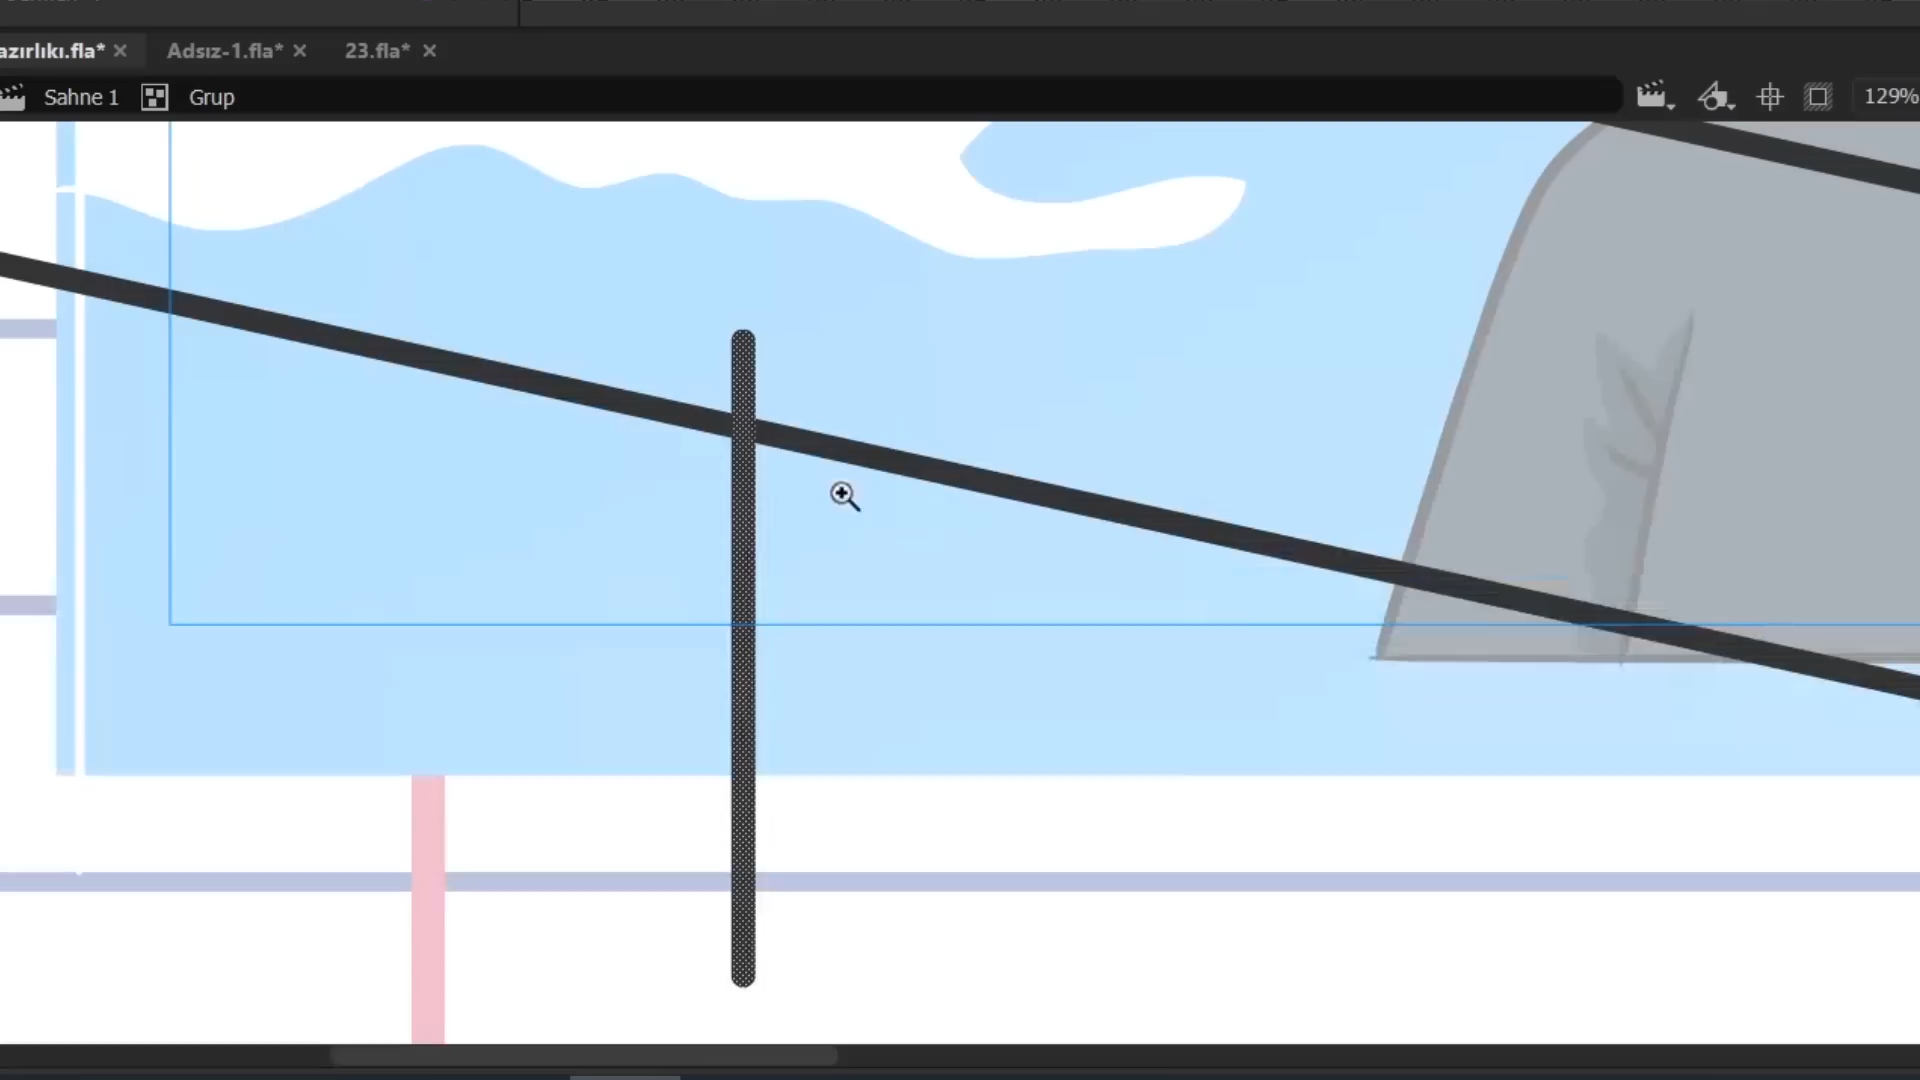 azırlıkı.fla* × Adsız-1.fla* × 23.fla* ×
Sahne 1 Grup 129%